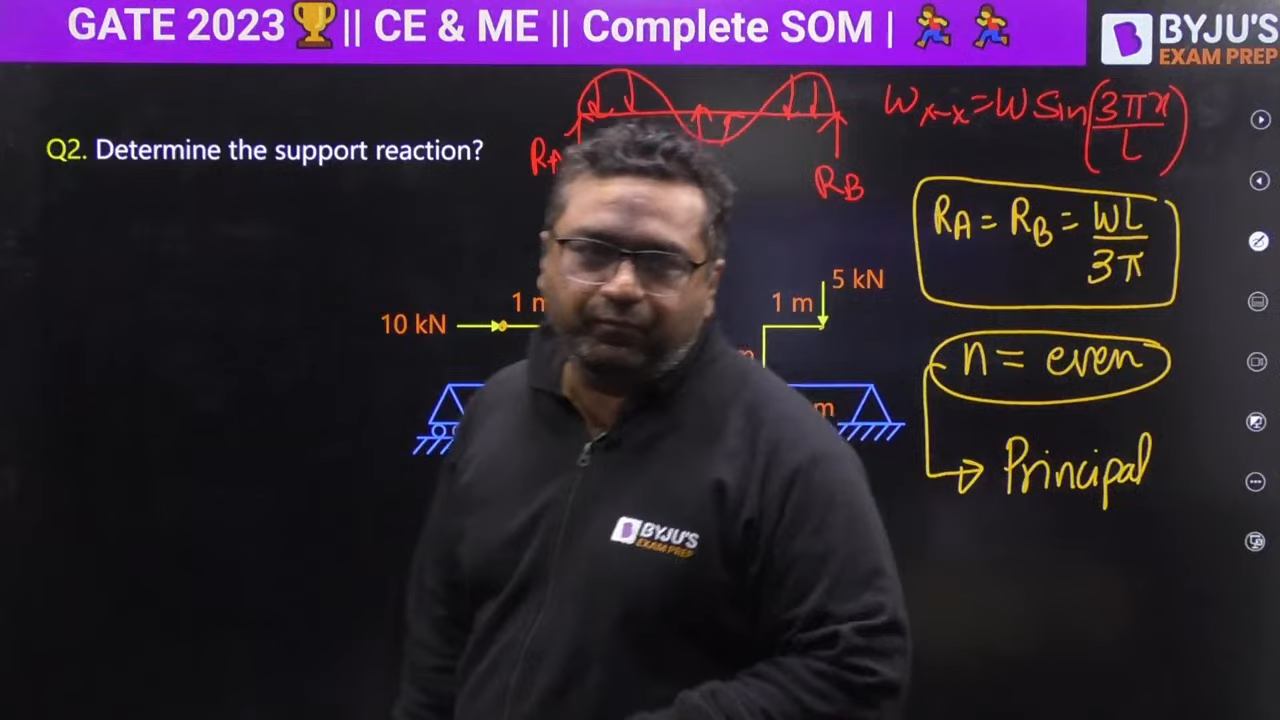 GATE 2023🏆|| CE & ME || Complete SOM | 🏃 🏃
BYJU'S
EXAM PREP
Q2. Determine the support reaction?
W x-x = W Sin(3πx/L)
RA
RB
RA = RB = WL/3π
5 kN
1 m
10 kN
1 m
n = even
m
Principal
BYJU'S
EXAM PREP